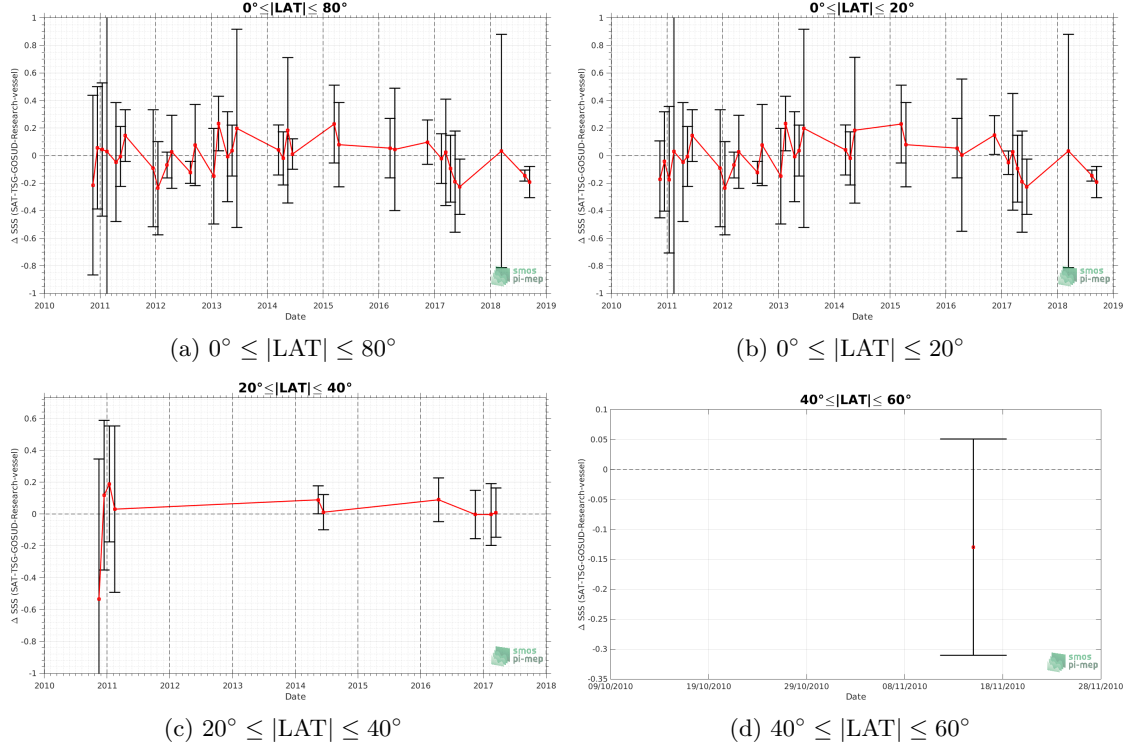 0°≤|LAT|≤ 80°
Δ SSS (SAT-TSG-GOSUD-Research-vessel)
1
0.8
0.6
0.4
0.2
0
-0.2
-0.4
-0.6
-0.8
-1
2010 2011 2012 2013 2014 2015 2016 2017 2018 2019
Date
smos
pi-mep
(a) 0° ≤ |LAT| ≤ 80°
0°≤|LAT|≤ 20°
Δ SSS (SAT-TSG-GOSUD-Research-vessel)
1
0.8
0.6
0.4
0.2
0
-0.2
-0.4
-0.6
-0.8
-1
2010 2011 2012 2013 2014 2015 2016 2017 2018 2019
Date
smos
pi-mep
(b) 0° ≤ |LAT| ≤ 20°
20°≤|LAT|≤ 40°
Δ SSS (SAT-TSG-GOSUD-Research-vessel)
0.6
0.4
0.2
0
-0.2
-0.4
-0.6
-0.8
-1
2010 2011 2012 2013 2014 2015 2016 2017 2018
Date
smos
pi-mep
(c) 20° ≤ |LAT| ≤ 40°
40°≤|LAT|≤ 60°
Δ SSS (SAT-TSG-GOSUD-Research-vessel)
0.1
0.05
0
-0.05
-0.1
-0.15
-0.2
-0.25
-0.3
-0.35
09/10/2010 19/10/2010 29/10/2010 08/11/2010 18/11/2010 28/11/2010
Date
smos
pi-mep
(d) 40° ≤ |LAT| ≤ 60°